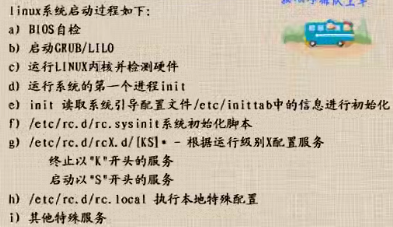 linux系统启动过程如下:
a) BIOS自检
b) 启动GRUB/LILO
c) 运行LINUX内核并检测硬件
d) 运行系统的第一个进程init
e) init 读取系统引导配置文件/etc/inittab中的信息进行初始化
f) /etc/rc.d/rc.sysinit系统初始化脚本
g) /etc/rc.d/rcX.d/[KS]* - 根据运行级别X配置服务
终止以"K"开头的服务
启动以"S"开头的服务
h) /etc/rc.d/rc.local 执行本地特殊配置
i) 其他特殊服务